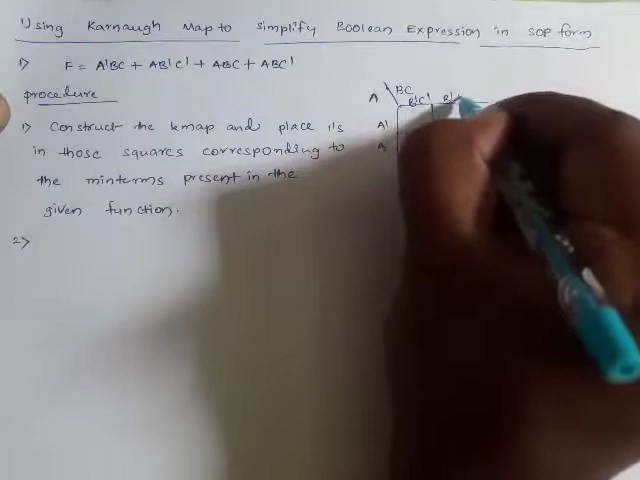 1) Using Karnaugh Map to simplify Boolean Expression in SOP form
1) F = A'BC + AB'C' + ABC + ABC'
procedure
1) Construct the kmap and place 1's
in those squares corresponding to
the minterms present in the
given function.
2)
BC
A
B'C' B'
A'
A